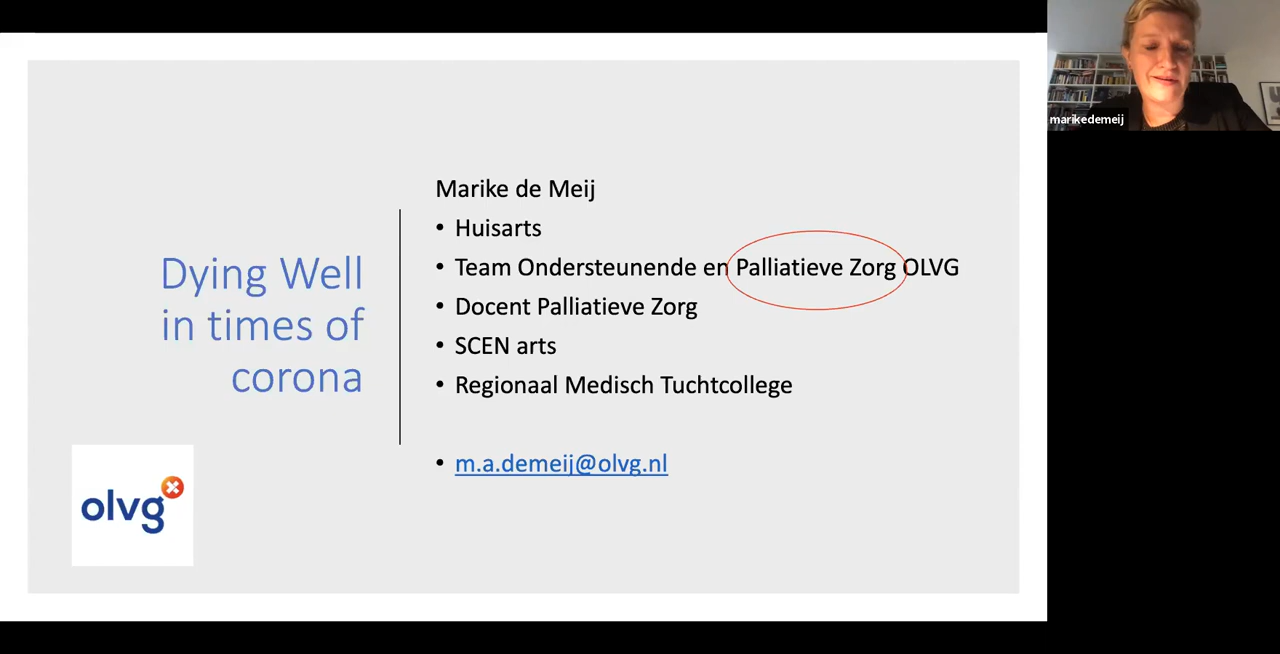 Dying Well
in times of
corona
Marike de Meij
• Huisarts
• Team Ondersteunende en Palliatieve Zorg OLVG
• Docent Palliatieve Zorg
• SCEN arts
• Regionaal Medisch Tuchtcollege
• m.a.demeij@olvg.nl
olvg
marikedemeij